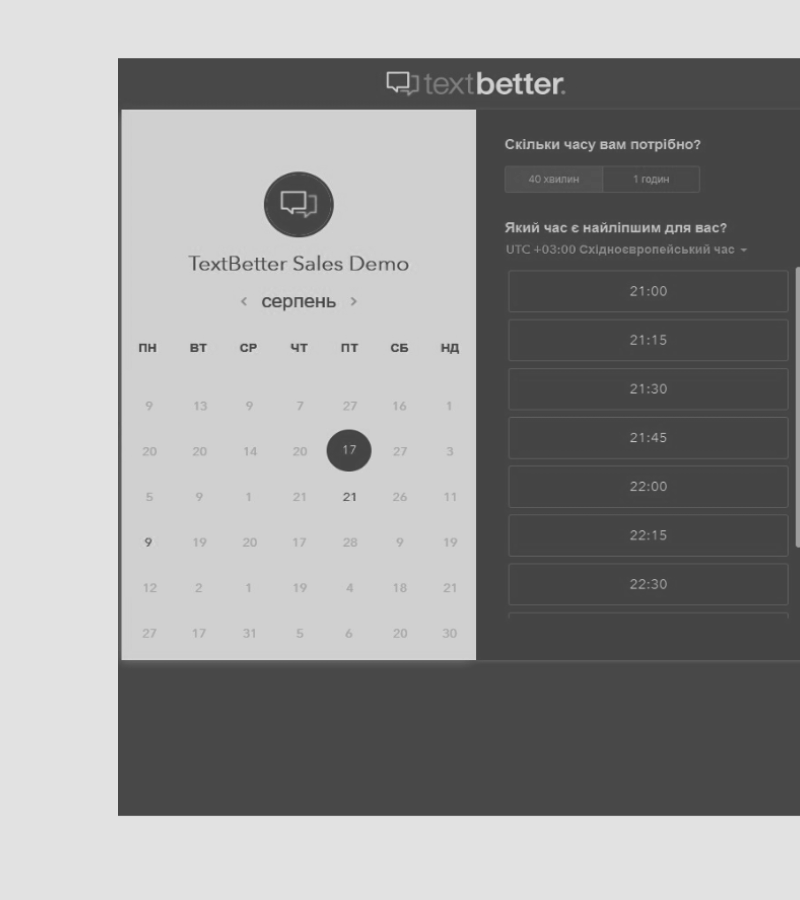 textbetter.
TextBetter Sales Demo
< серпень >
ПН ВТ СР ЧТ ПТ СБ НД
9 13 9 7 27 16 1
20 20 14 20 17 27 3
5 9 1 21 21 26 11
9 19 20 17 28 9 19
12 2 1 19 4 18 21
27 17 31 5 6 20 30
Скільки часу вам потрібно?
40 хвилин 1 годин
Який час є найліпшим для вас?
UTC +03:00 Східноєвропейський час
21:00
21:15
21:30
21:45
22:00
22:15
22:30